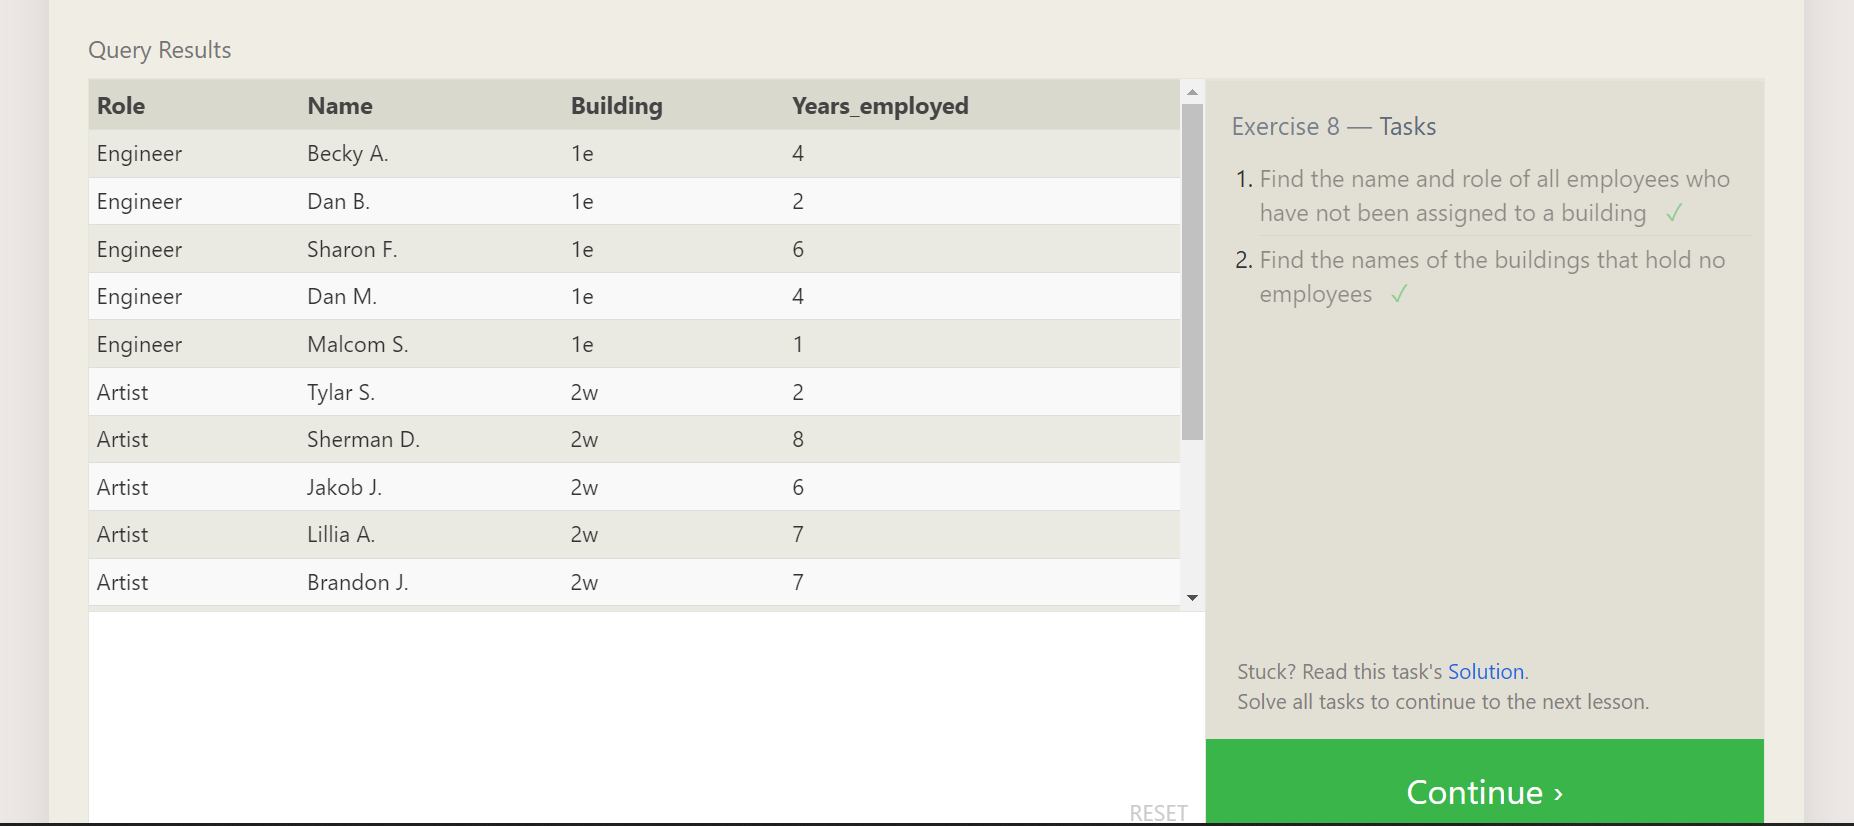 Query Results
Role Name Building Years_employed
Engineer Becky A. 1e 4
Engineer Dan B. 1e 2
Engineer Sharon F. 1e 6
Engineer Dan M. 1e 4
Engineer Malcom S. 1e 1
Artist Tylar S. 2w 2
Artist Sherman D. 2w 8
Artist Jakob J. 2w 6
Artist Lillia A. 2w 7
Artist Brandon J. 2w 7
RESET
Exercise 8 — Tasks
1. Find the name and role of all employees who
have not been assigned to a building ✓
2. Find the names of the buildings that hold no
employees ✓
Stuck? Read this task's Solution.
Solve all tasks to continue to the next lesson.
Continue ›